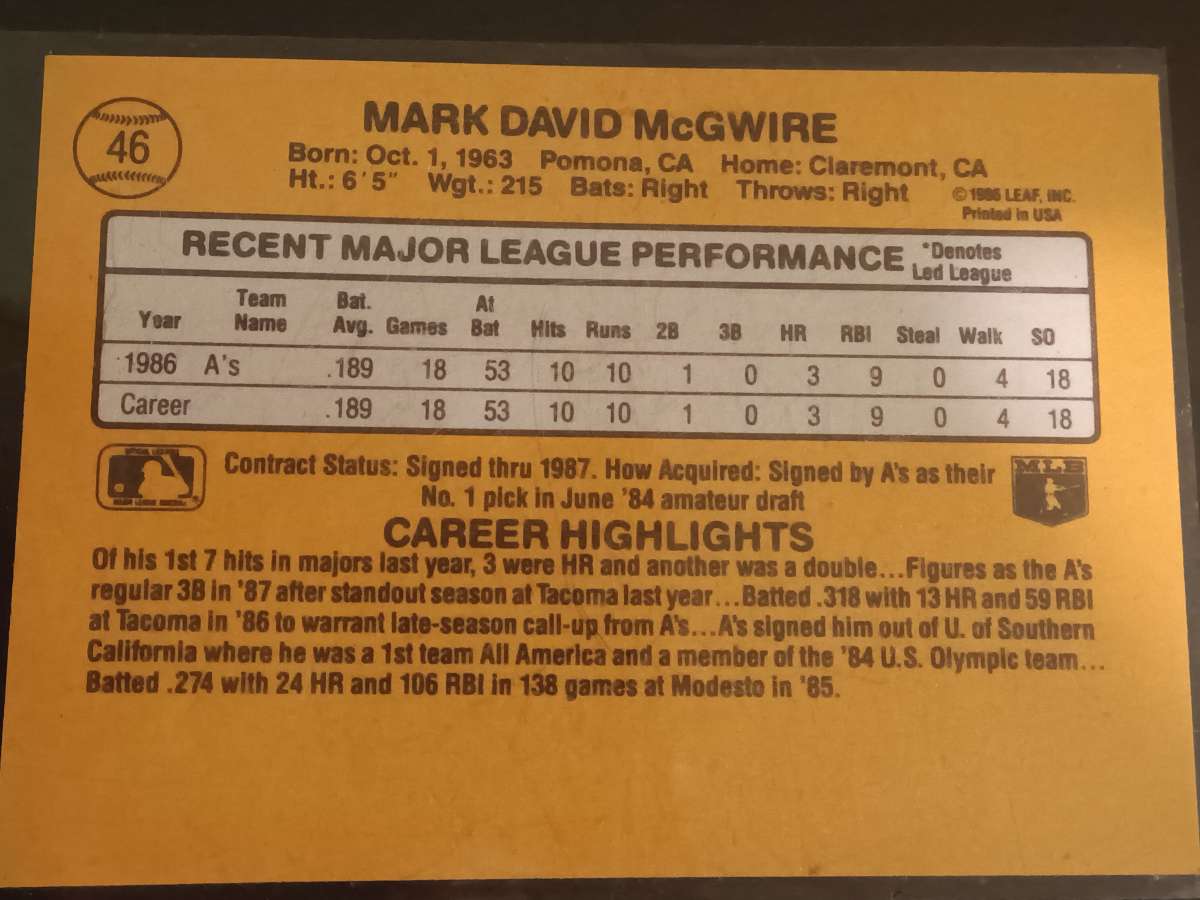 46
MARK DAVID McGWIRE
Born: Oct. 1, 1963 Pomona, CA Home: Claremont, CA
Ht.: 6'5" Wgt.: 215 Bats: Right Throws: Right
© 1986 LEAF, INC.
Printed in USA
RECENT MAJOR LEAGUE PERFORMANCE *Denotes
Led League
Year Team Name Bat. Avg. Games At Bat Hits Runs 2B 3B HR RBI Steal Walk SO
1986 A's .189 18 53 10 10 1 0 3 9 0 4 18
Career .189 18 53 10 10 1 0 3 9 0 4 18
Contract Status: Signed thru 1987. How Acquired: Signed by A's as their
No. 1 pick in June '84 amateur draft
MLB
CAREER HIGHLIGHTS
Of his 1st 7 hits in majors last year, 3 were HR and another was a double...Figures as the A's
regular 3B in '87 after standout season at Tacoma last year...Batted .318 with 13 HR and 59 RBI
at Tacoma in '86 to warrant late-season call-up from A's...A's signed him out of U. of Southern
California where he was a 1st team All America and a member of the '84 U.S. Olympic team...
Batted .274 with 24 HR and 106 RBI in 138 games at Modesto in '85.